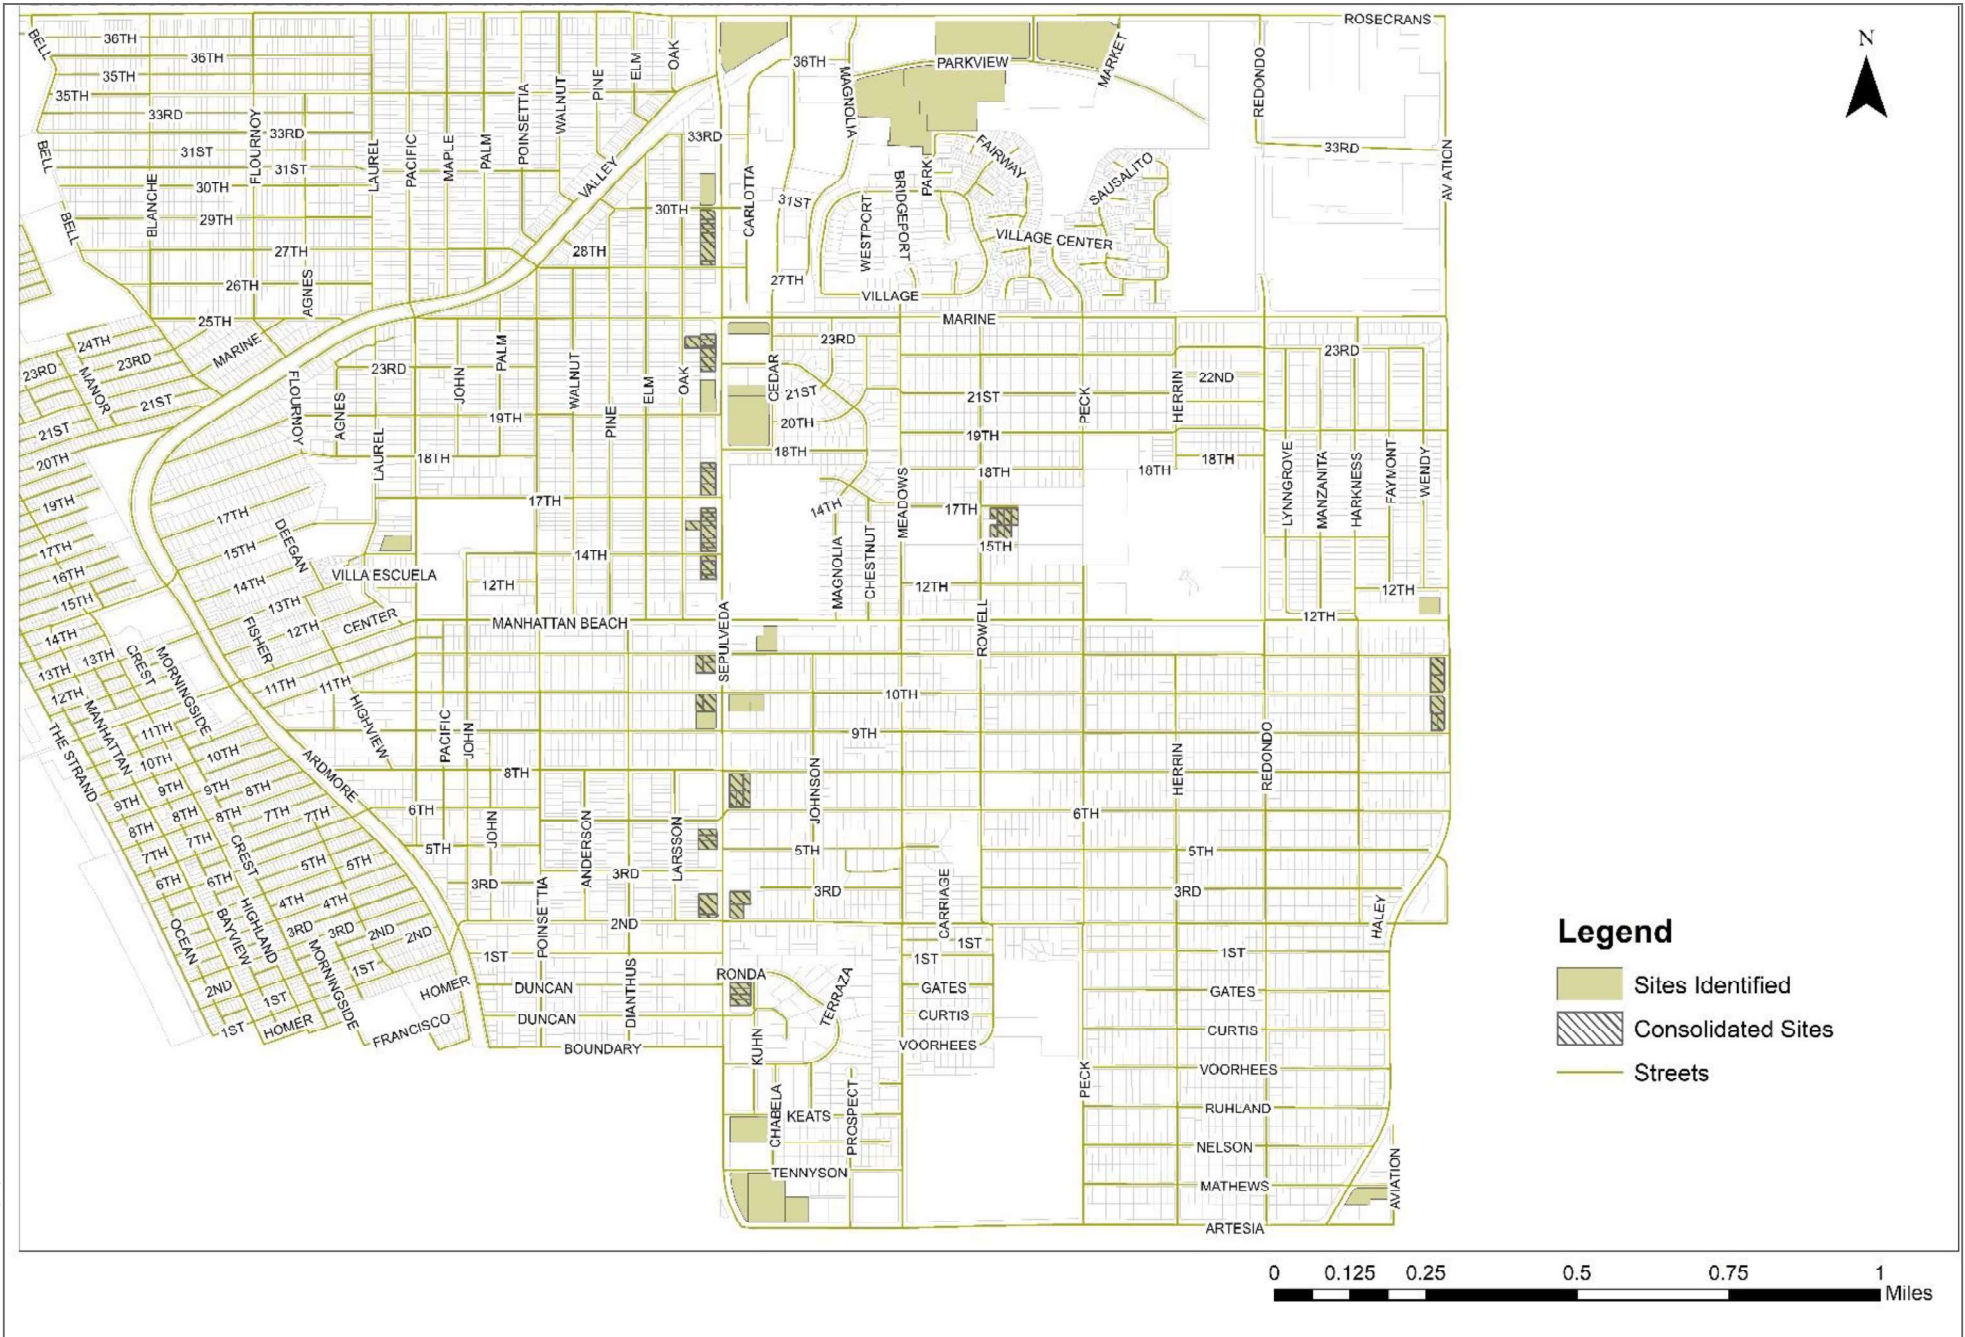 ROSECRANS
N
BELL
36TH
36TH
35TH
35TH
33RD
33RD
31ST
31ST
30TH
29TH
27TH
26TH
25TH
BELL
BELL
BLANCHE
FLOURNOY
AGNES
LAUREL
PACIFIC
MAPLE
PALM
POINSETTIA
WALNUT
PINE
ELM
OAK
VALLEY
33RD
30TH
28TH
CARLOTTA
36TH
MAGNOLIA
PARKVIEW
MARKET
REDONDO
33RD
AVIATION
FAIRWAY
SAUSALITO
PARK
BRIDGEPORT
WESTPORT
31ST
27TH
VILLAGE CENTER
VILLAGE
MARINE
24TH
23RD
23RD
MANOR
21ST
21ST
20TH
19TH
17TH
16TH
15TH
14TH
13TH
13TH
12TH
MARINE
FLOURNOY
AGNES
23RD
LAUREL
JOHN
PALM
19TH
18TH
WALNUT
PINE
ELM
OAK
17TH
17TH
15TH
14TH
13TH
12TH
DEEGAN
FISHER
VILLA ESCUELA
CENTER
12TH
14TH
MANHATTAN BEACH
SEPULVEDA
CEDAR
23RD
21ST
20TH
18TH
14TH
MAGNOLIA
CHESTNUT
MEADOWS
21ST
19TH
18TH
17TH
15TH
12TH
ROWELL
PECK
HERRIN
22ND
23RD
18TH
18TH
LYNNGROVE
MANZANITA
HARKNESS
FAYMONT
WENDY
12TH
12TH
CREST
MORNINGSIDE
MANHATTAN
THE STRAND
11TH
11TH
HIGHVIEW
PACIFIC
JOHN
ARDMORE
11TH
10TH
10TH
9TH
9TH
9TH
8TH
8TH
8TH
8TH
7TH
7TH
7TH
7TH
6TH
6TH
CREST
5TH
5TH
4TH
4TH
3RD
3RD
2ND
2ND
OCEAN
BAYVIEW
HIGHLAND
MORNINGSIDE
2ND
1ST
1ST
1ST
HOMER
HOMER
FRANCISCO
8TH
6TH
5TH
JOHN
3RD
ANDERSON
3RD
LARSSON
POINSETTIA
2ND
1ST
DUNCAN
DUNCAN
DIANTHUS
BOUNDARY
10TH
9TH
JOHNSON
5TH
3RD
6TH
5TH
3RD
HERRIN
REDONDO
HALEY
CARRIAGE
1ST
1ST
GATES
CURTIS
VOORHEES
RONDA
TERRAZA
KUHN
CHABELA
KEATS
PROSPECT
TENNYSON
PECK
1ST
GATES
CURTIS
VOORHEES
RUHLAND
NELSON
MATHEWS
ARTESIA
AVIATION
Legend
Sites Identified
Consolidated Sites
Streets
0 0.125 0.25 0.5 0.75 1
Miles